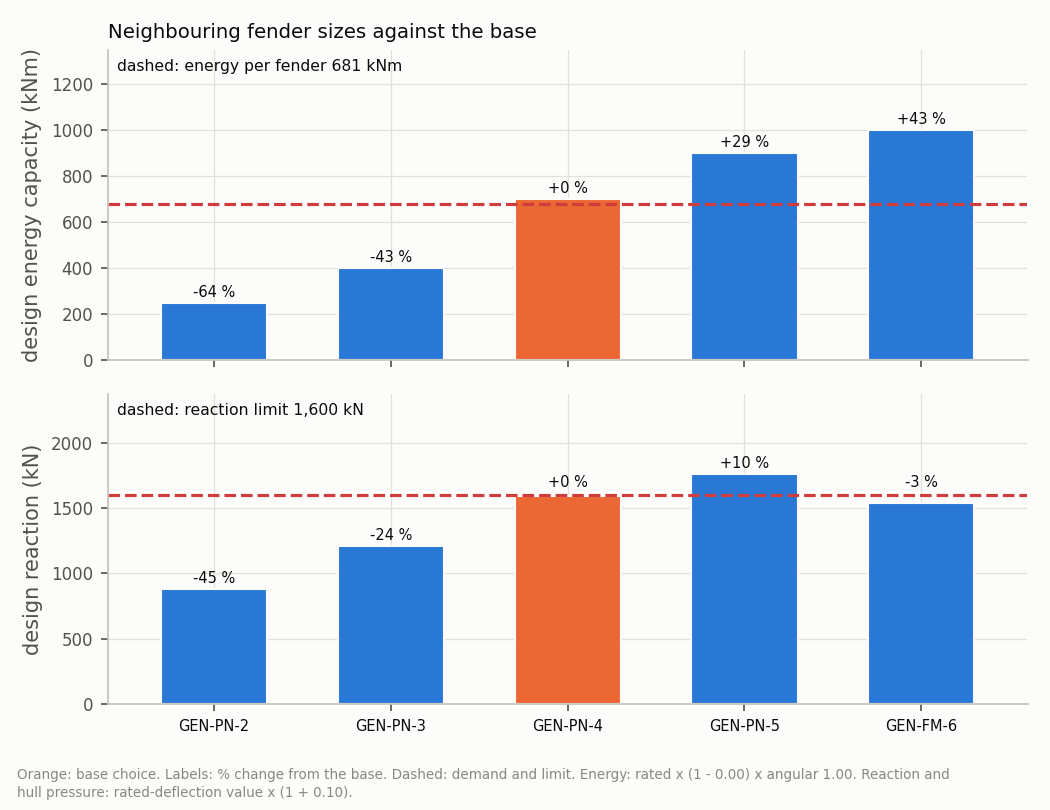 Neighbouring fender sizes against the base
design energy capacity (kNm)
dashed: energy per fender 681 kNm
1200
1000
800
600
400
200
0
-64 %
-43 %
+0 %
+29 %
+43 %
design reaction (kN)
dashed: reaction limit 1,600 kN
2000
1500
1000
500
0
-45 %
-24 %
+0 %
+10 %
-3 %
GEN-PN-2
GEN-PN-3
GEN-PN-4
GEN-PN-5
GEN-FM-6
Orange: base choice. Labels: % change from the base. Dashed: demand and limit. Energy: rated x (1 - 0.00) x angular 1.00. Reaction and
hull pressure: rated-deflection value x (1 + 0.10).